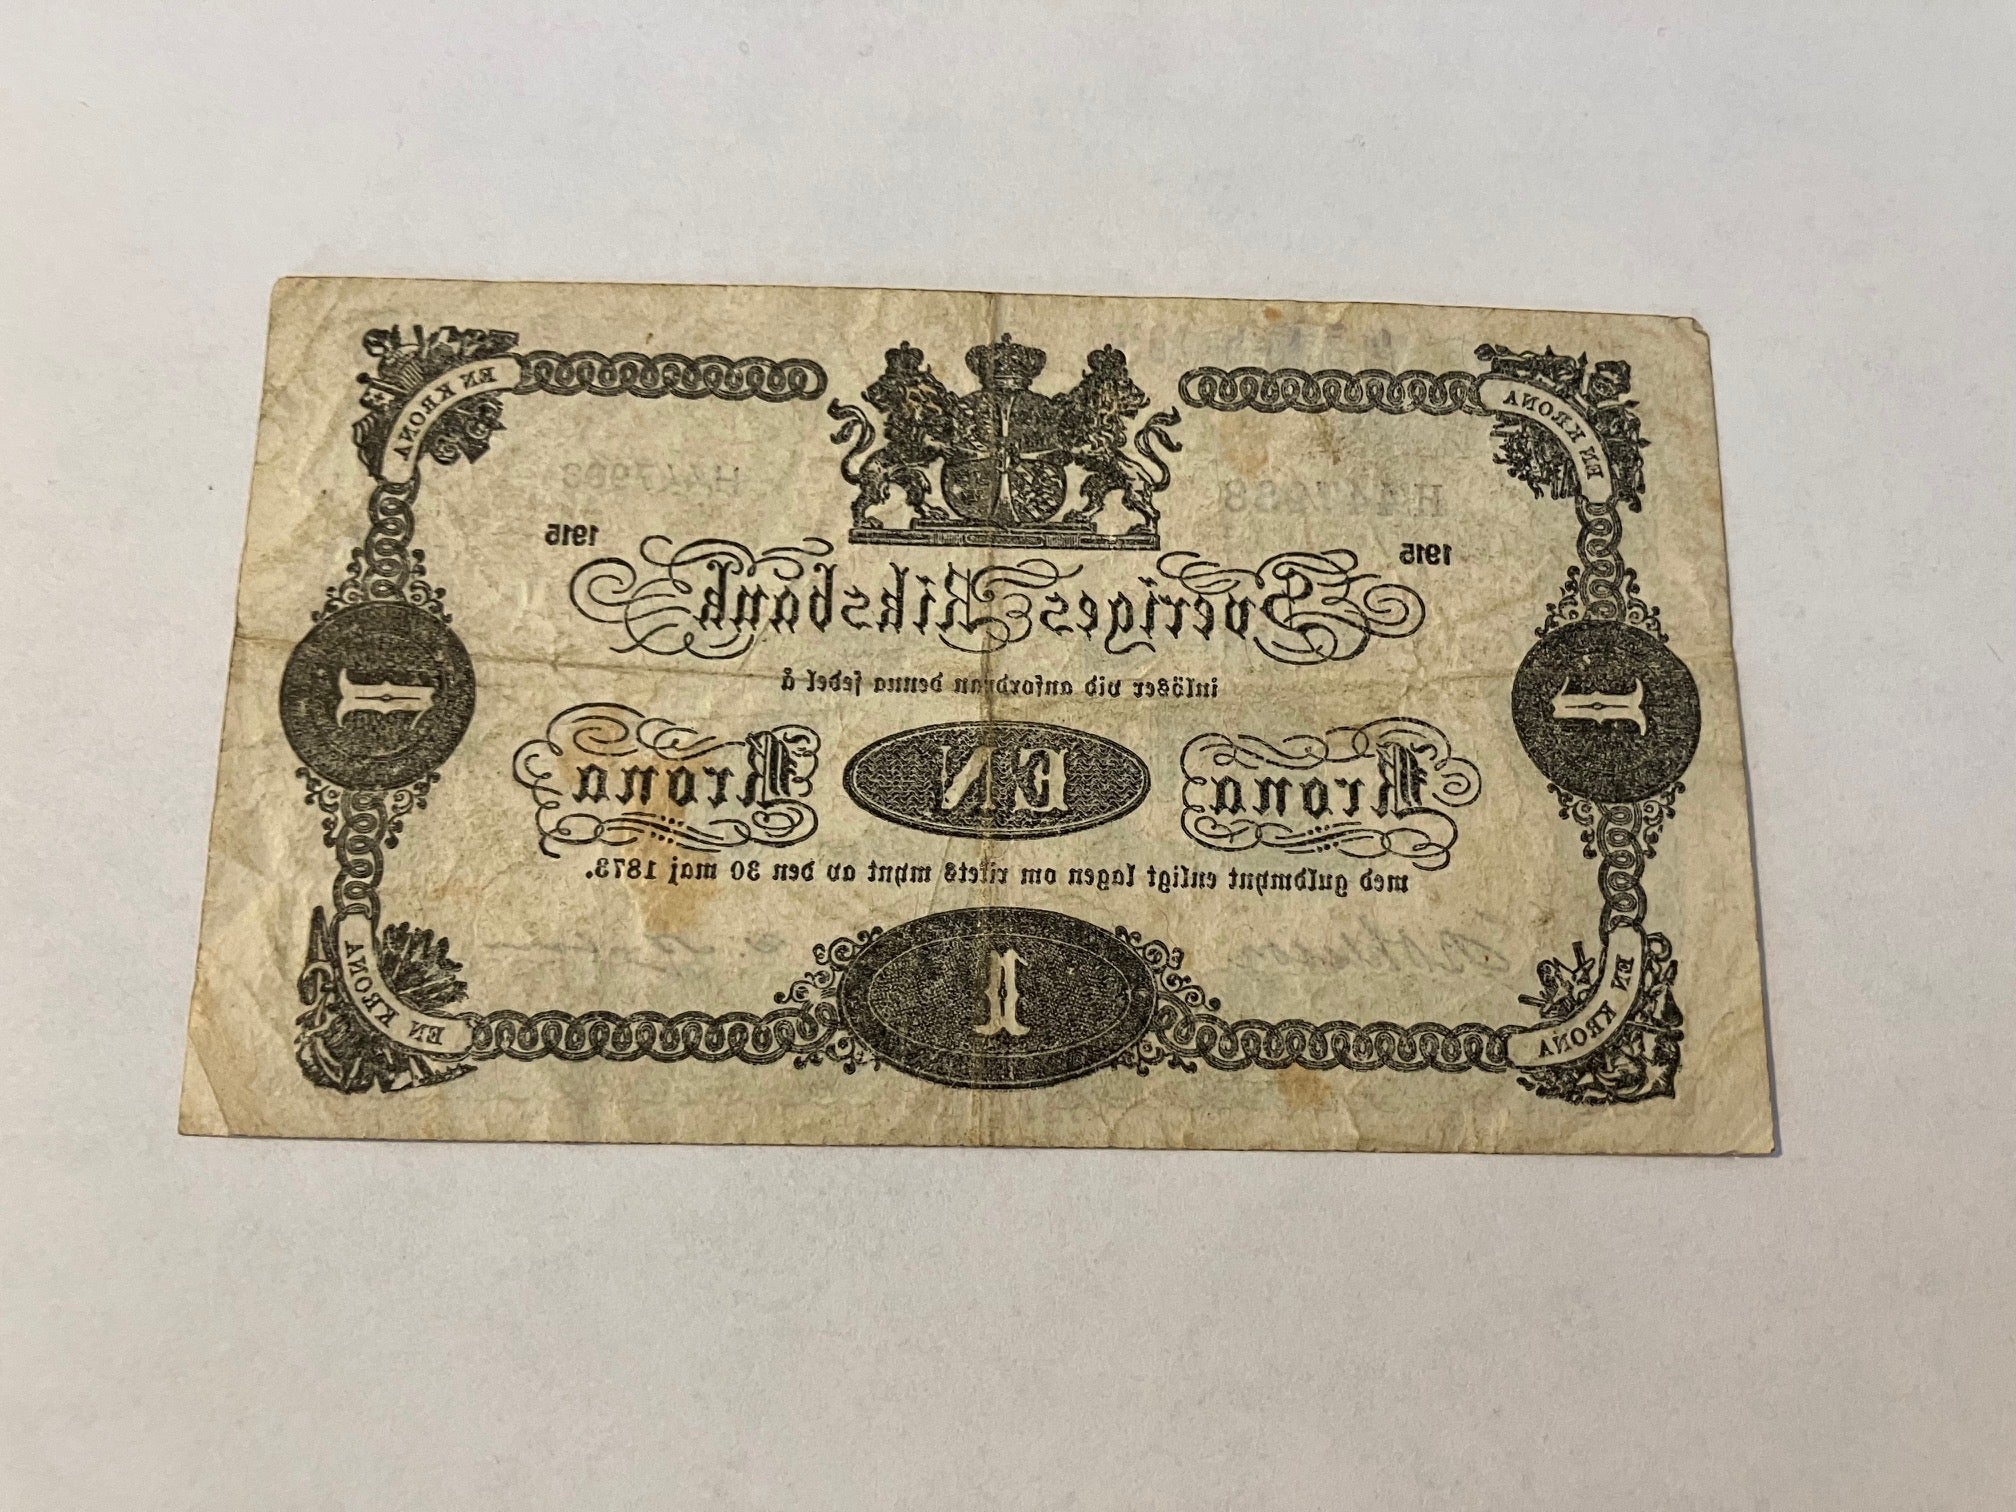 EN KRONA
EN KRONA
H447988
1915
1915
Sveriges Riksbank
inlöser vid anfordran denna sedel å
1
1
Krona
EN
Krona
med guldmynt enligt lagen om rikets mynt av den 30 maj 1873.
EN KRONA
1
EN KRONA